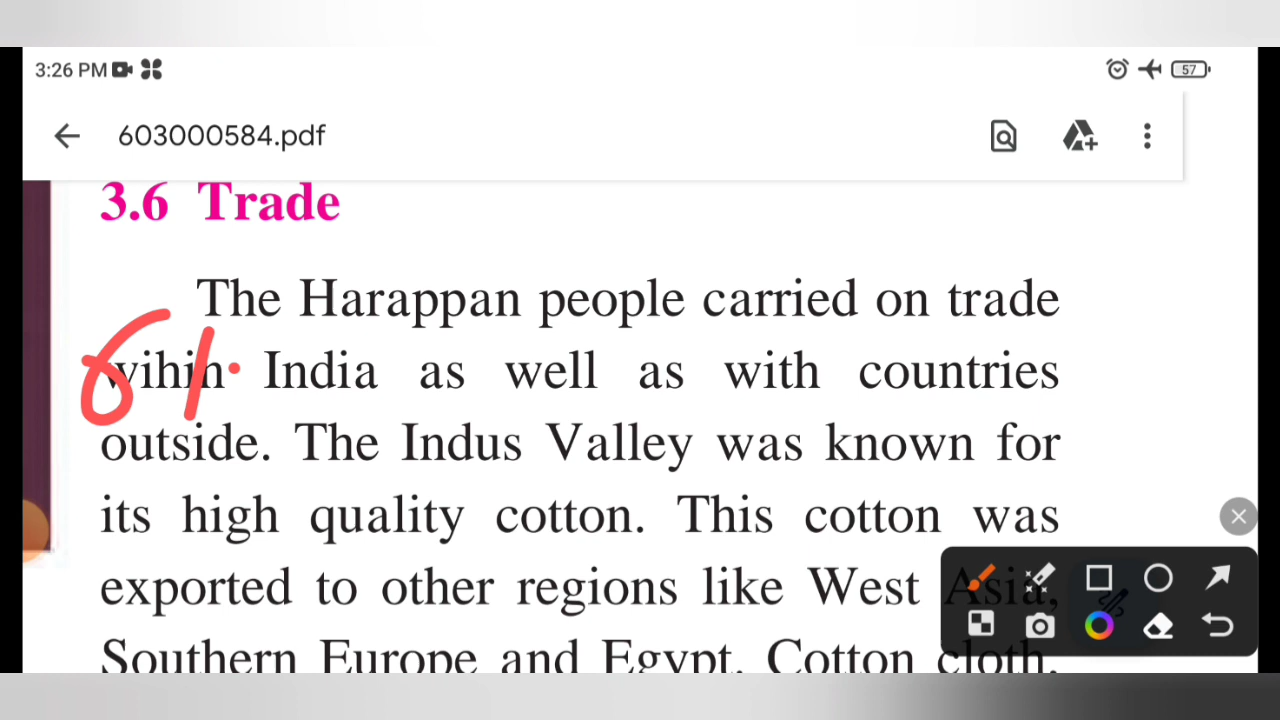 3:26 PM 57
603000584.pdf
3.6 Trade
The Harappan people carried on trade
wihin India as well as with countries
61
outside. The Indus Valley was known for
its high quality cotton. This cotton was
exported to other regions like West Asia,
Southern Europe and Egypt. Cotton cloth,